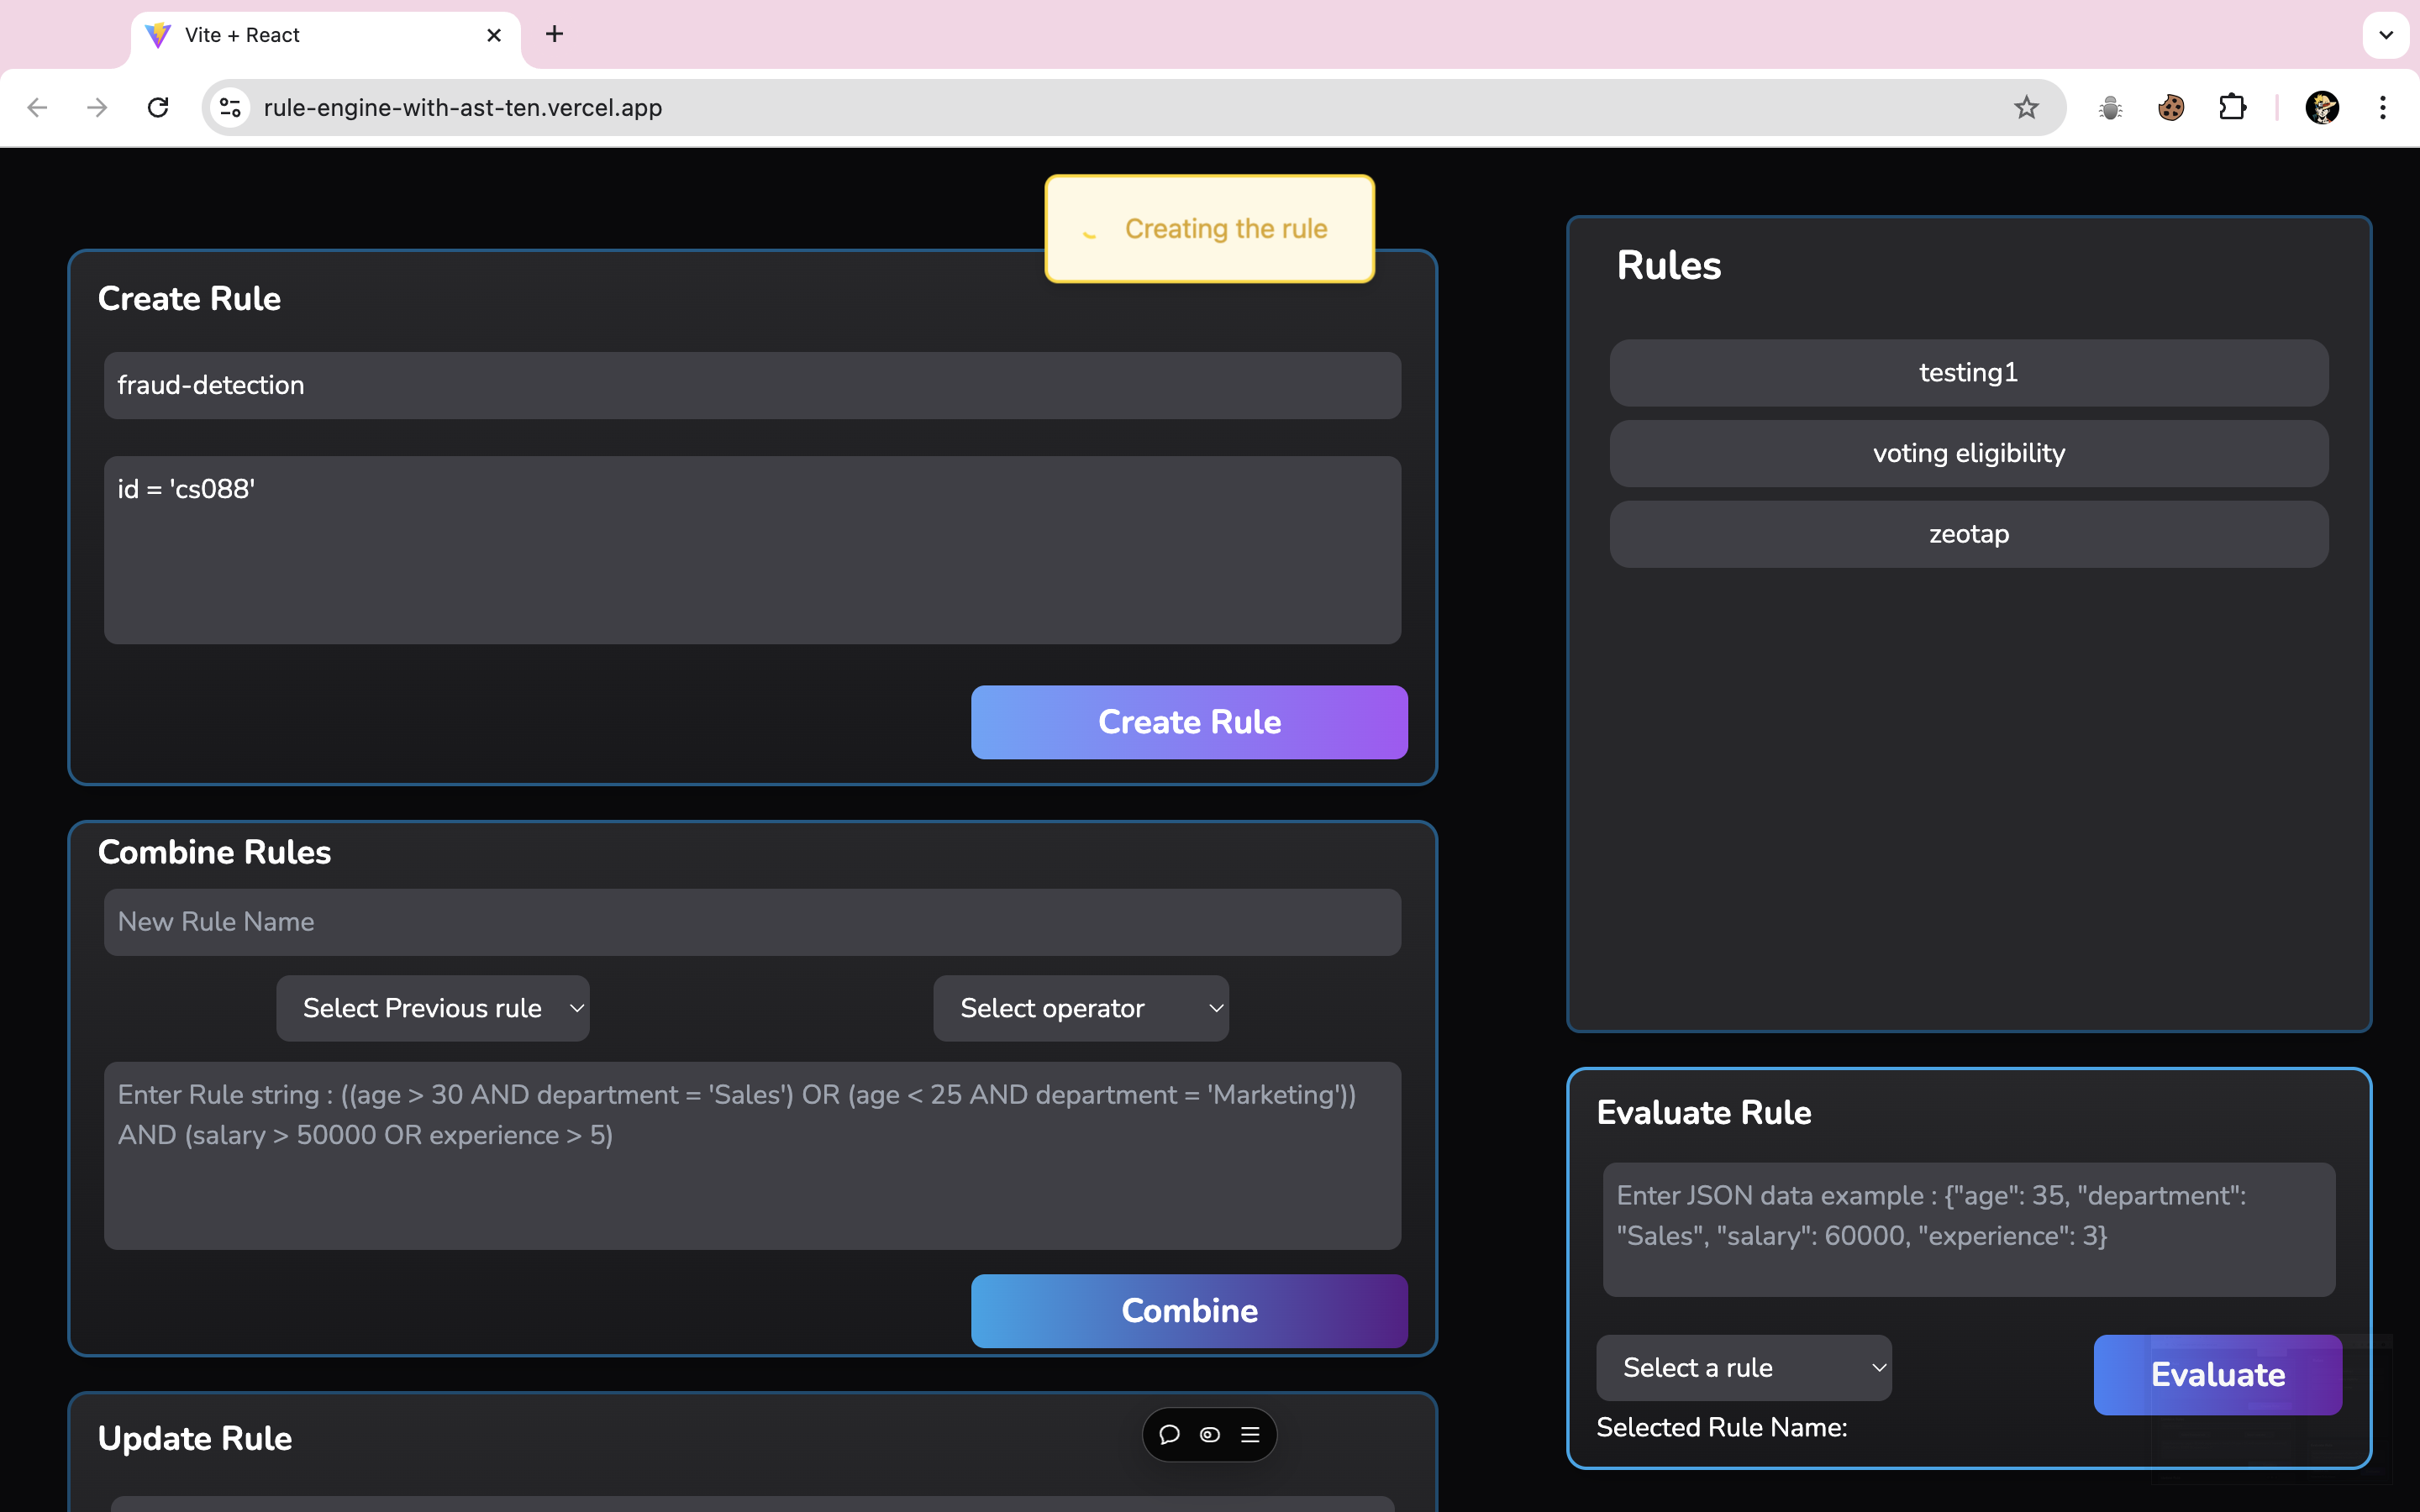 Vite + React
rule-engine-with-ast-ten.vercel.app
Creating the rule
Create Rule
fraud-detection
id = 'cs088'
Create Rule
Combine Rules
New Rule Name
Select Previous rule
Select operator
Enter Rule string : ((age > 30 AND department = 'Sales') OR (age < 25 AND department = 'Marketing'))
AND (salary > 50000 OR experience > 5)
Combine
Update Rule
Rules
testing1
voting eligibility
zeotap
Evaluate Rule
Enter JSON data example : {"age": 35, "department":
"Sales", "salary": 60000, "experience": 3}
Select a rule
Evaluate
Selected Rule Name: